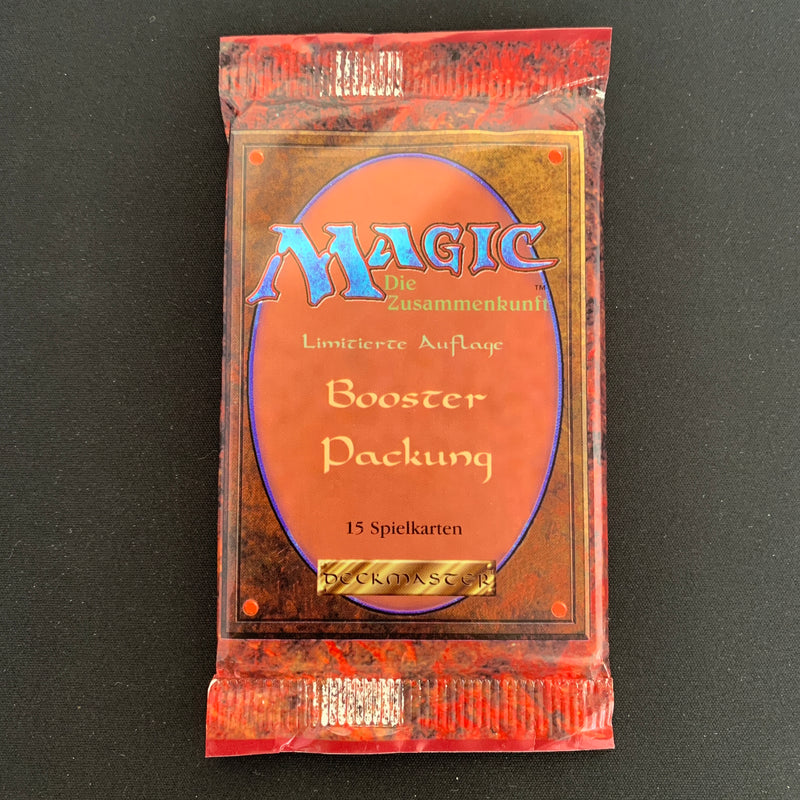 Magic
Die
Zusammenkunft
TM
Limitierte Auflage
Booster
Packung
15 Spielkarten
Deckmaster